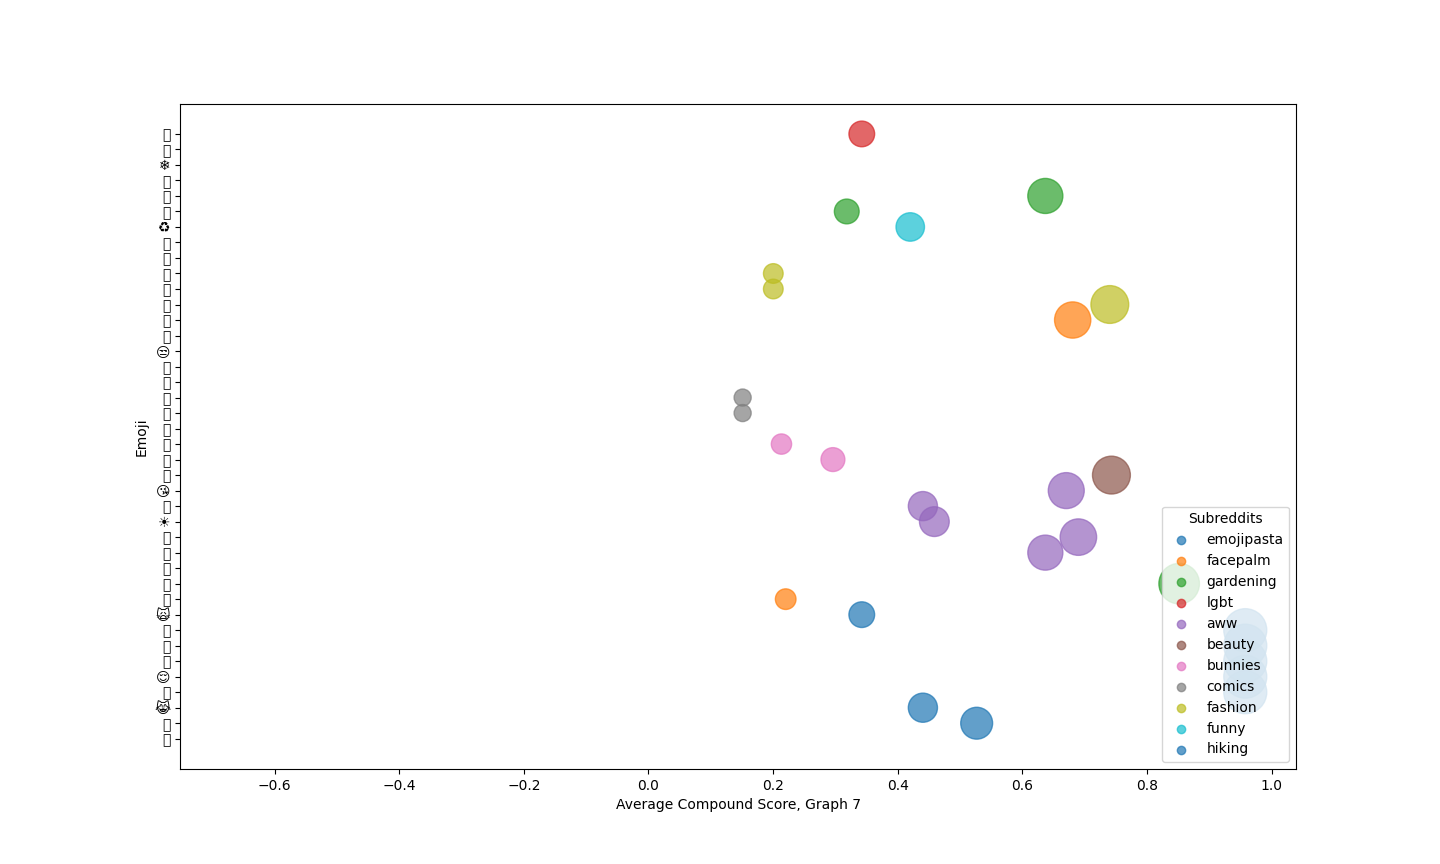 ❄
♻
☹
☀
☺
Emoji
−0.6
−0.4
−0.2
0.0
0.2
0.4
0.6
0.8
1.0
Average Compound Score, Graph 7
Subreddits
emojipasta
facepalm
gardening
lgbt
aww
beauty
bunnies
comics
fashion
funny
hiking